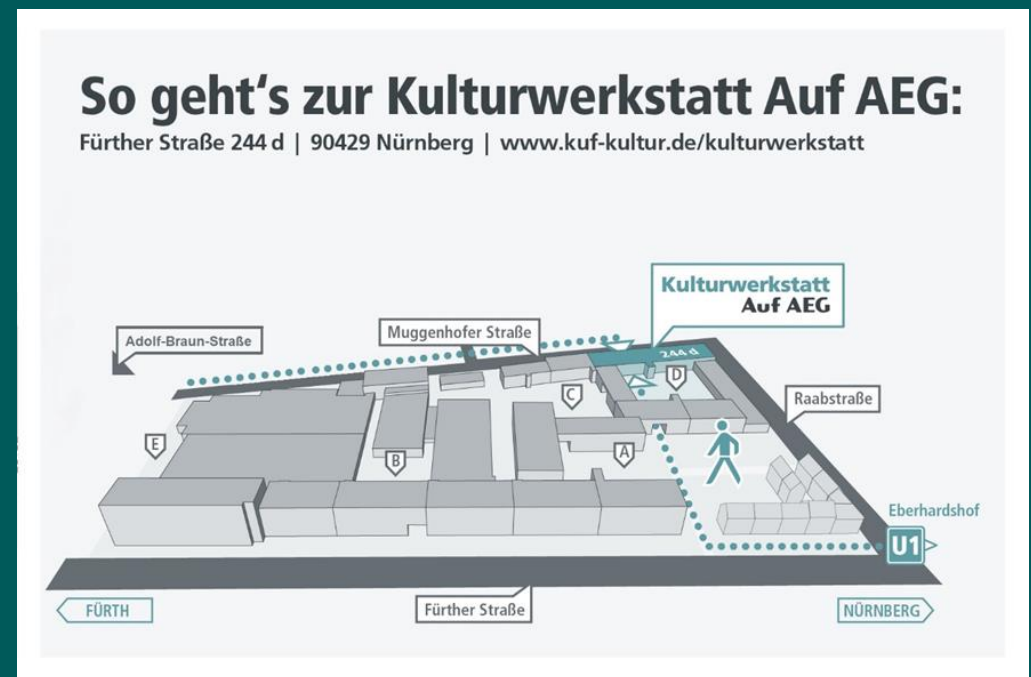 So geht‘s zur Kulturwerkstatt Auf AEG:
Fürther Straße 244 d | 90429 Nürnberg | www.kuf-kultur.de/kulturwerkstatt
Kulturwerkstatt
Auf AEG
Muggenhofer Straße
Adolf-Braun-Straße
244 d
D
C
Raabstraße
E
B
A
Eberhardshof
U1
FÜRTH
Fürther Straße
NÜRNBERG